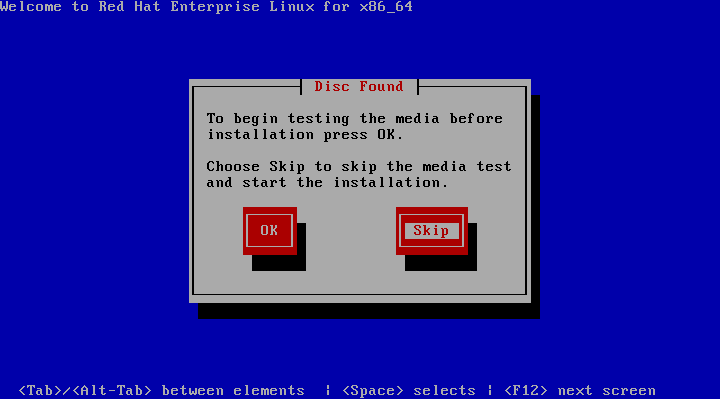 Welcome to Red Hat Enterprise Linux for x86_64
Disc Found
To begin testing the media before
installation press OK.
Choose Skip to skip the media test
and start the installation.
OK Skip
<Tab>/<Alt-Tab> between elements | <Space> selects | <F12> next screen